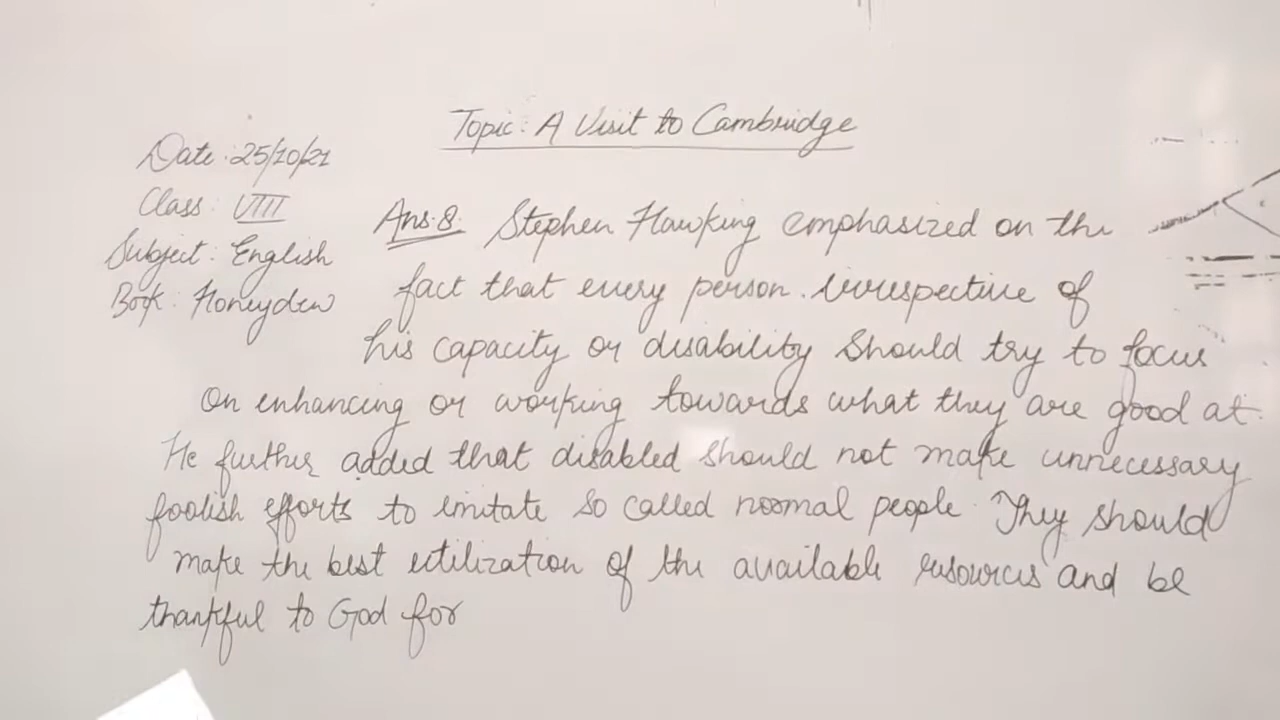 Topic: A Visit to Cambridge
Date: 25/10/21
Class: VIII
Subject: English
Book: Honeydew
Ans.8. Stephen Hawking emphasized on the
fact that every person. irrespective of
his capacity or disability should try to focus
on enhancing or working towards what they are good at.
He further added that disabled should not make unnecessary
foolish efforts to imitate so called normal people. They should
make the best utilization of the available resources and be
thankful to God for